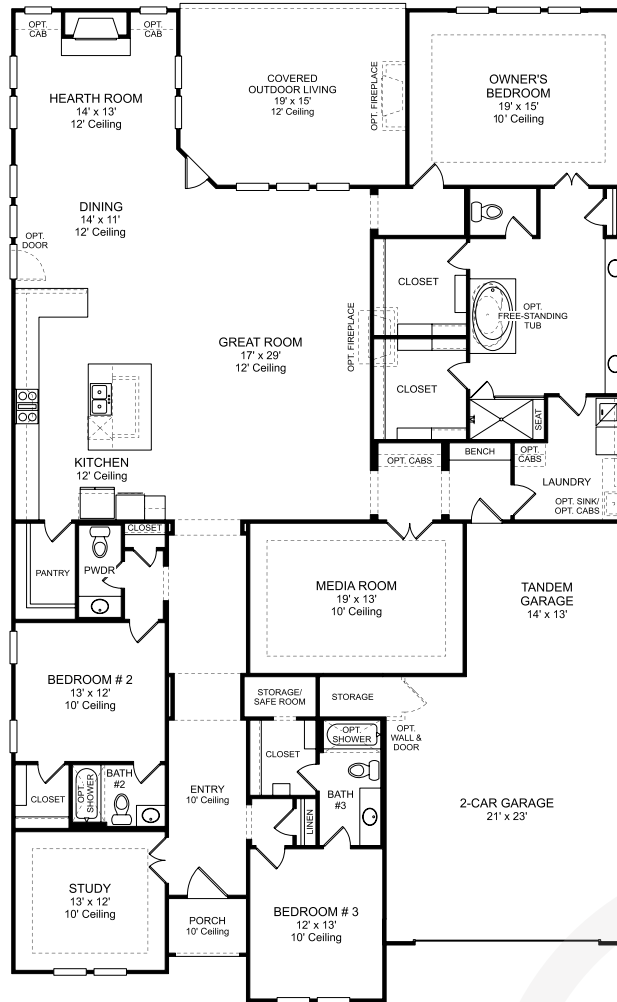 OPT.
CAB
OPT.
CAB
HEARTH ROOM
14' x 13'
12' Ceiling
COVERED
OUTDOOR LIVING
19' x 15'
12' Ceiling
OPT. FIREPLACE
OWNER'S
BEDROOM
19' x 15'
10' Ceiling
DINING
14' x 11'
12' Ceiling
OPT.
DOOR
CLOSET
OPT.
FREE-STANDING
TUB
GREAT ROOM
17' x 29'
12' Ceiling
OPT. FIREPLACE
CLOSET
SEAT
KITCHEN
12' Ceiling
OPT. CABS
BENCH
OPT.
CABS
LAUNDRY
OPT. SINK/
OPT. CABS
CLOSET
PANTRY
PWDR
MEDIA ROOM
19' x 13'
10' Ceiling
TANDEM
GARAGE
14' x 13'
BEDROOM # 2
13' x 12'
10' Ceiling
STORAGE/
SAFE ROOM
STORAGE
OPT.
WALL &
DOOR
CLOSET
OPT.
SHOWER
BATH
#2
CLOSET
OPT.
SHOWER
BATH
#3
ENTRY
10' Ceiling
LINEN
2-CAR GARAGE
21' x 23'
STUDY
13' x 12'
10' Ceiling
PORCH
10' Ceiling
BEDROOM # 3
12' x 13'
10' Ceiling